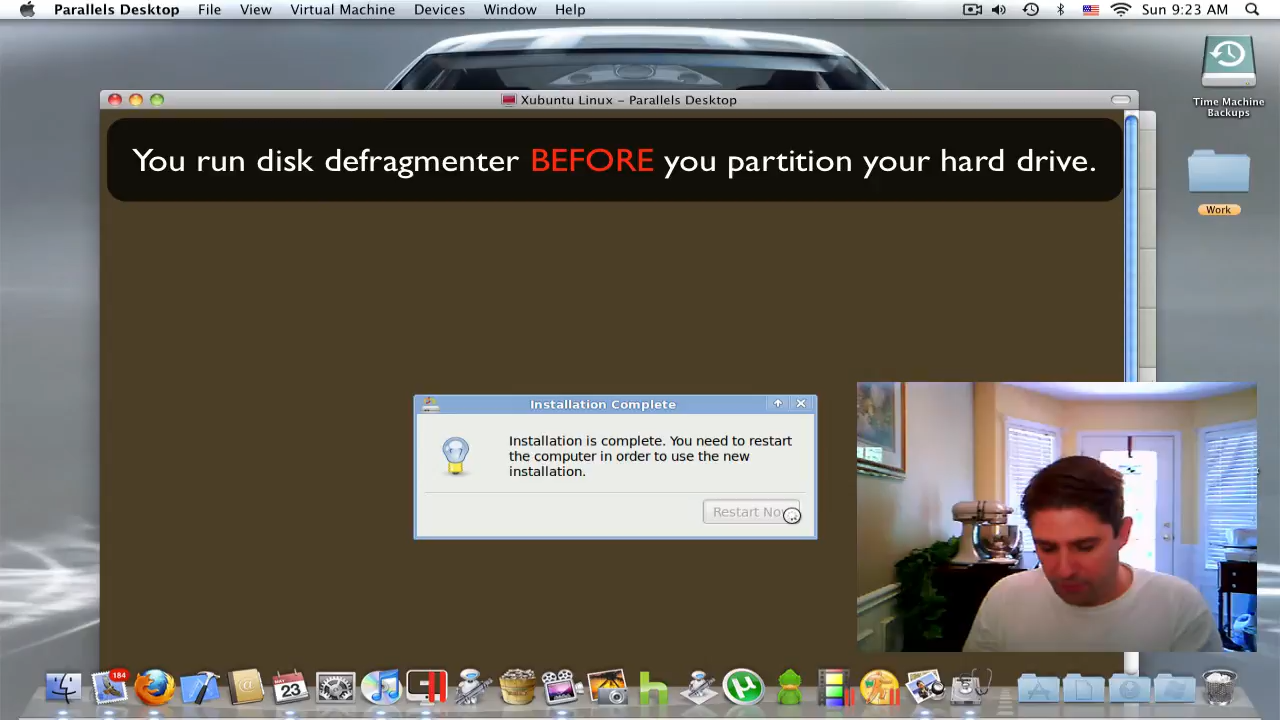 Parallels Desktop File View Virtual Machine Devices Window Help Sun 9:23 AM
Time Machine
Backups
Xubuntu Linux – Parallels Desktop
You run disk defragmenter BEFORE you partition your hard drive.
Work
Installation Complete
Installation is complete. You need to restart
the computer in order to use the new
installation.
Restart No
184
MAY
23
@
h
µ